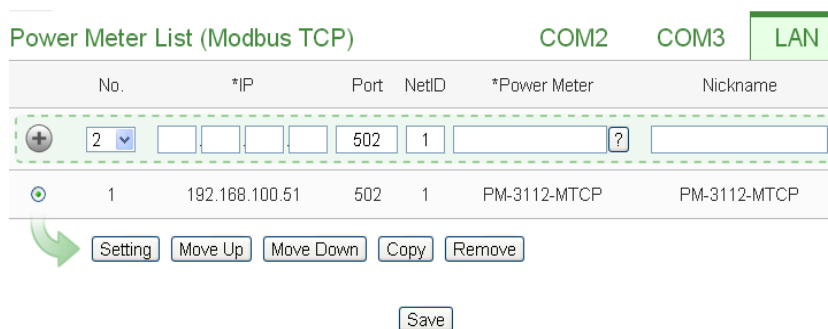 Power Meter List (Modbus TCP) COM2 COM3 LAN
No. *IP Port NetID *Power Meter Nickname
2 . . . 502 1 ?
1 192.168.100.51 502 1 PM-3112-MTCP PM-3112-MTCP
Setting Move Up Move Down Copy Remove
Save